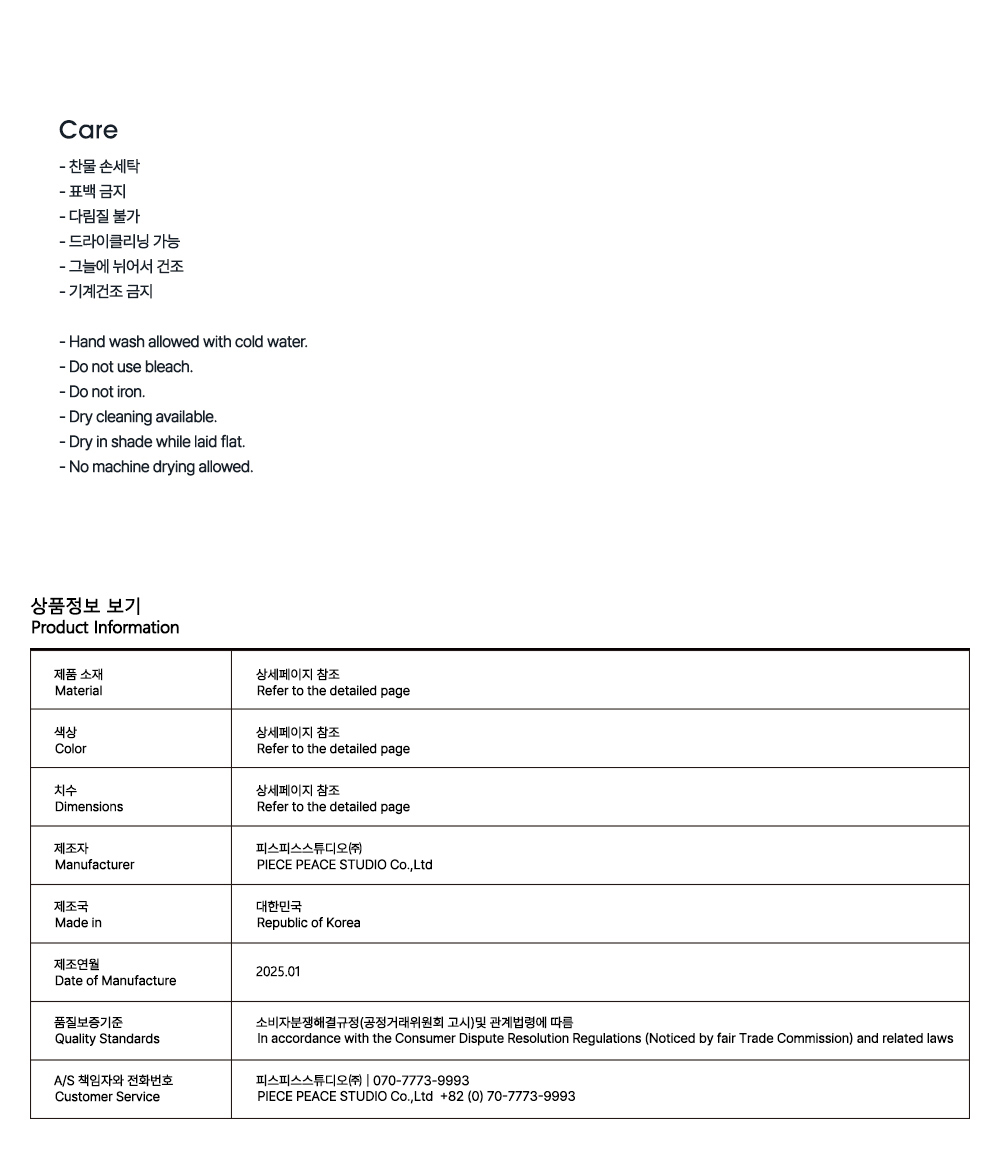 Care
- 찬물 손세탁
- 표백 금지
- 다림질 불가
- 드라이클리닝 가능
- 그늘에 뉘어서 건조
- 기계건조 금지
- Hand wash allowed with cold water.
- Do not use bleach.
- Do not iron.
- Dry cleaning available.
- Dry in shade while laid flat.
- No machine drying allowed.
상품정보 보기
Product Information
제품 소재
Material
상세페이지 참조
Refer to the detailed page
색상
Color
상세페이지 참조
Refer to the detailed page
치수
Dimensions
상세페이지 참조
Refer to the detailed page
제조자
Manufacturer
피스피스스튜디오㈜
PIECE PEACE STUDIO Co.,Ltd
제조국
Made in
대한민국
Republic of Korea
제조연월
Date of Manufacture
2025.01
품질보증기준
Quality Standards
소비자분쟁해결규정(공정거래위원회 고시)및 관계법령에 따름
In accordance with the Consumer Dispute Resolution Regulations (Noticed by fair Trade Commission) and related laws
A/S 책임자와 전화번호
Customer Service
피스피스스튜디오㈜ | 070-7773-9993
PIECE PEACE STUDIO Co.,Ltd +82 (0) 70-7773-9993